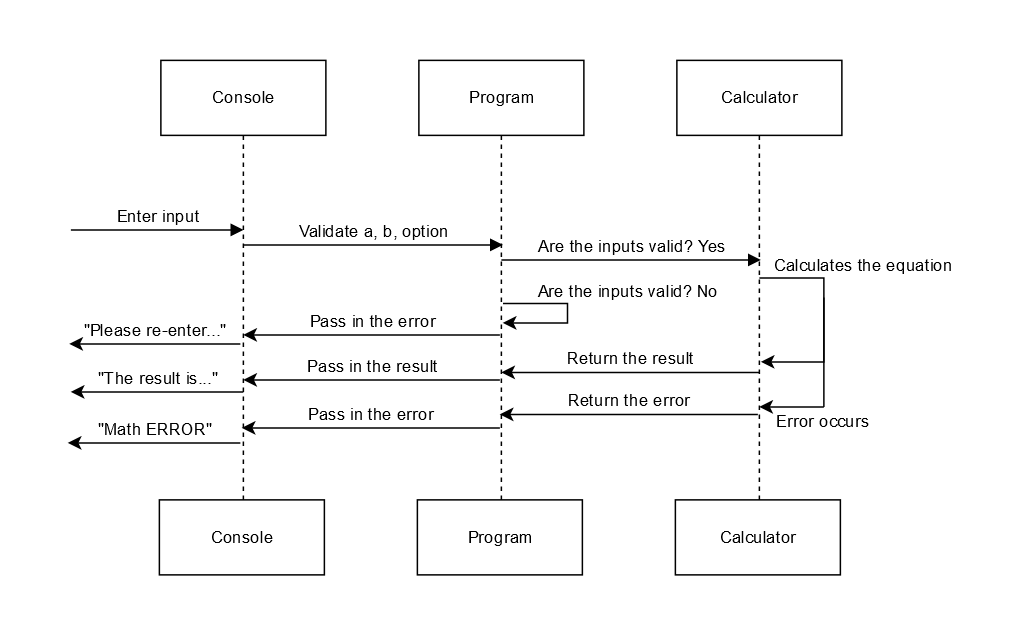 Console
Program
Calculator
Enter input
Validate a, b, option
Are the inputs valid? Yes
Calculates the equation
Are the inputs valid? No
Pass in the error
"Please re-enter..."
Return the result
Pass in the result
"The result is..."
Return the error
Pass in the error
Error occurs
"Math ERROR"
Console
Program
Calculator